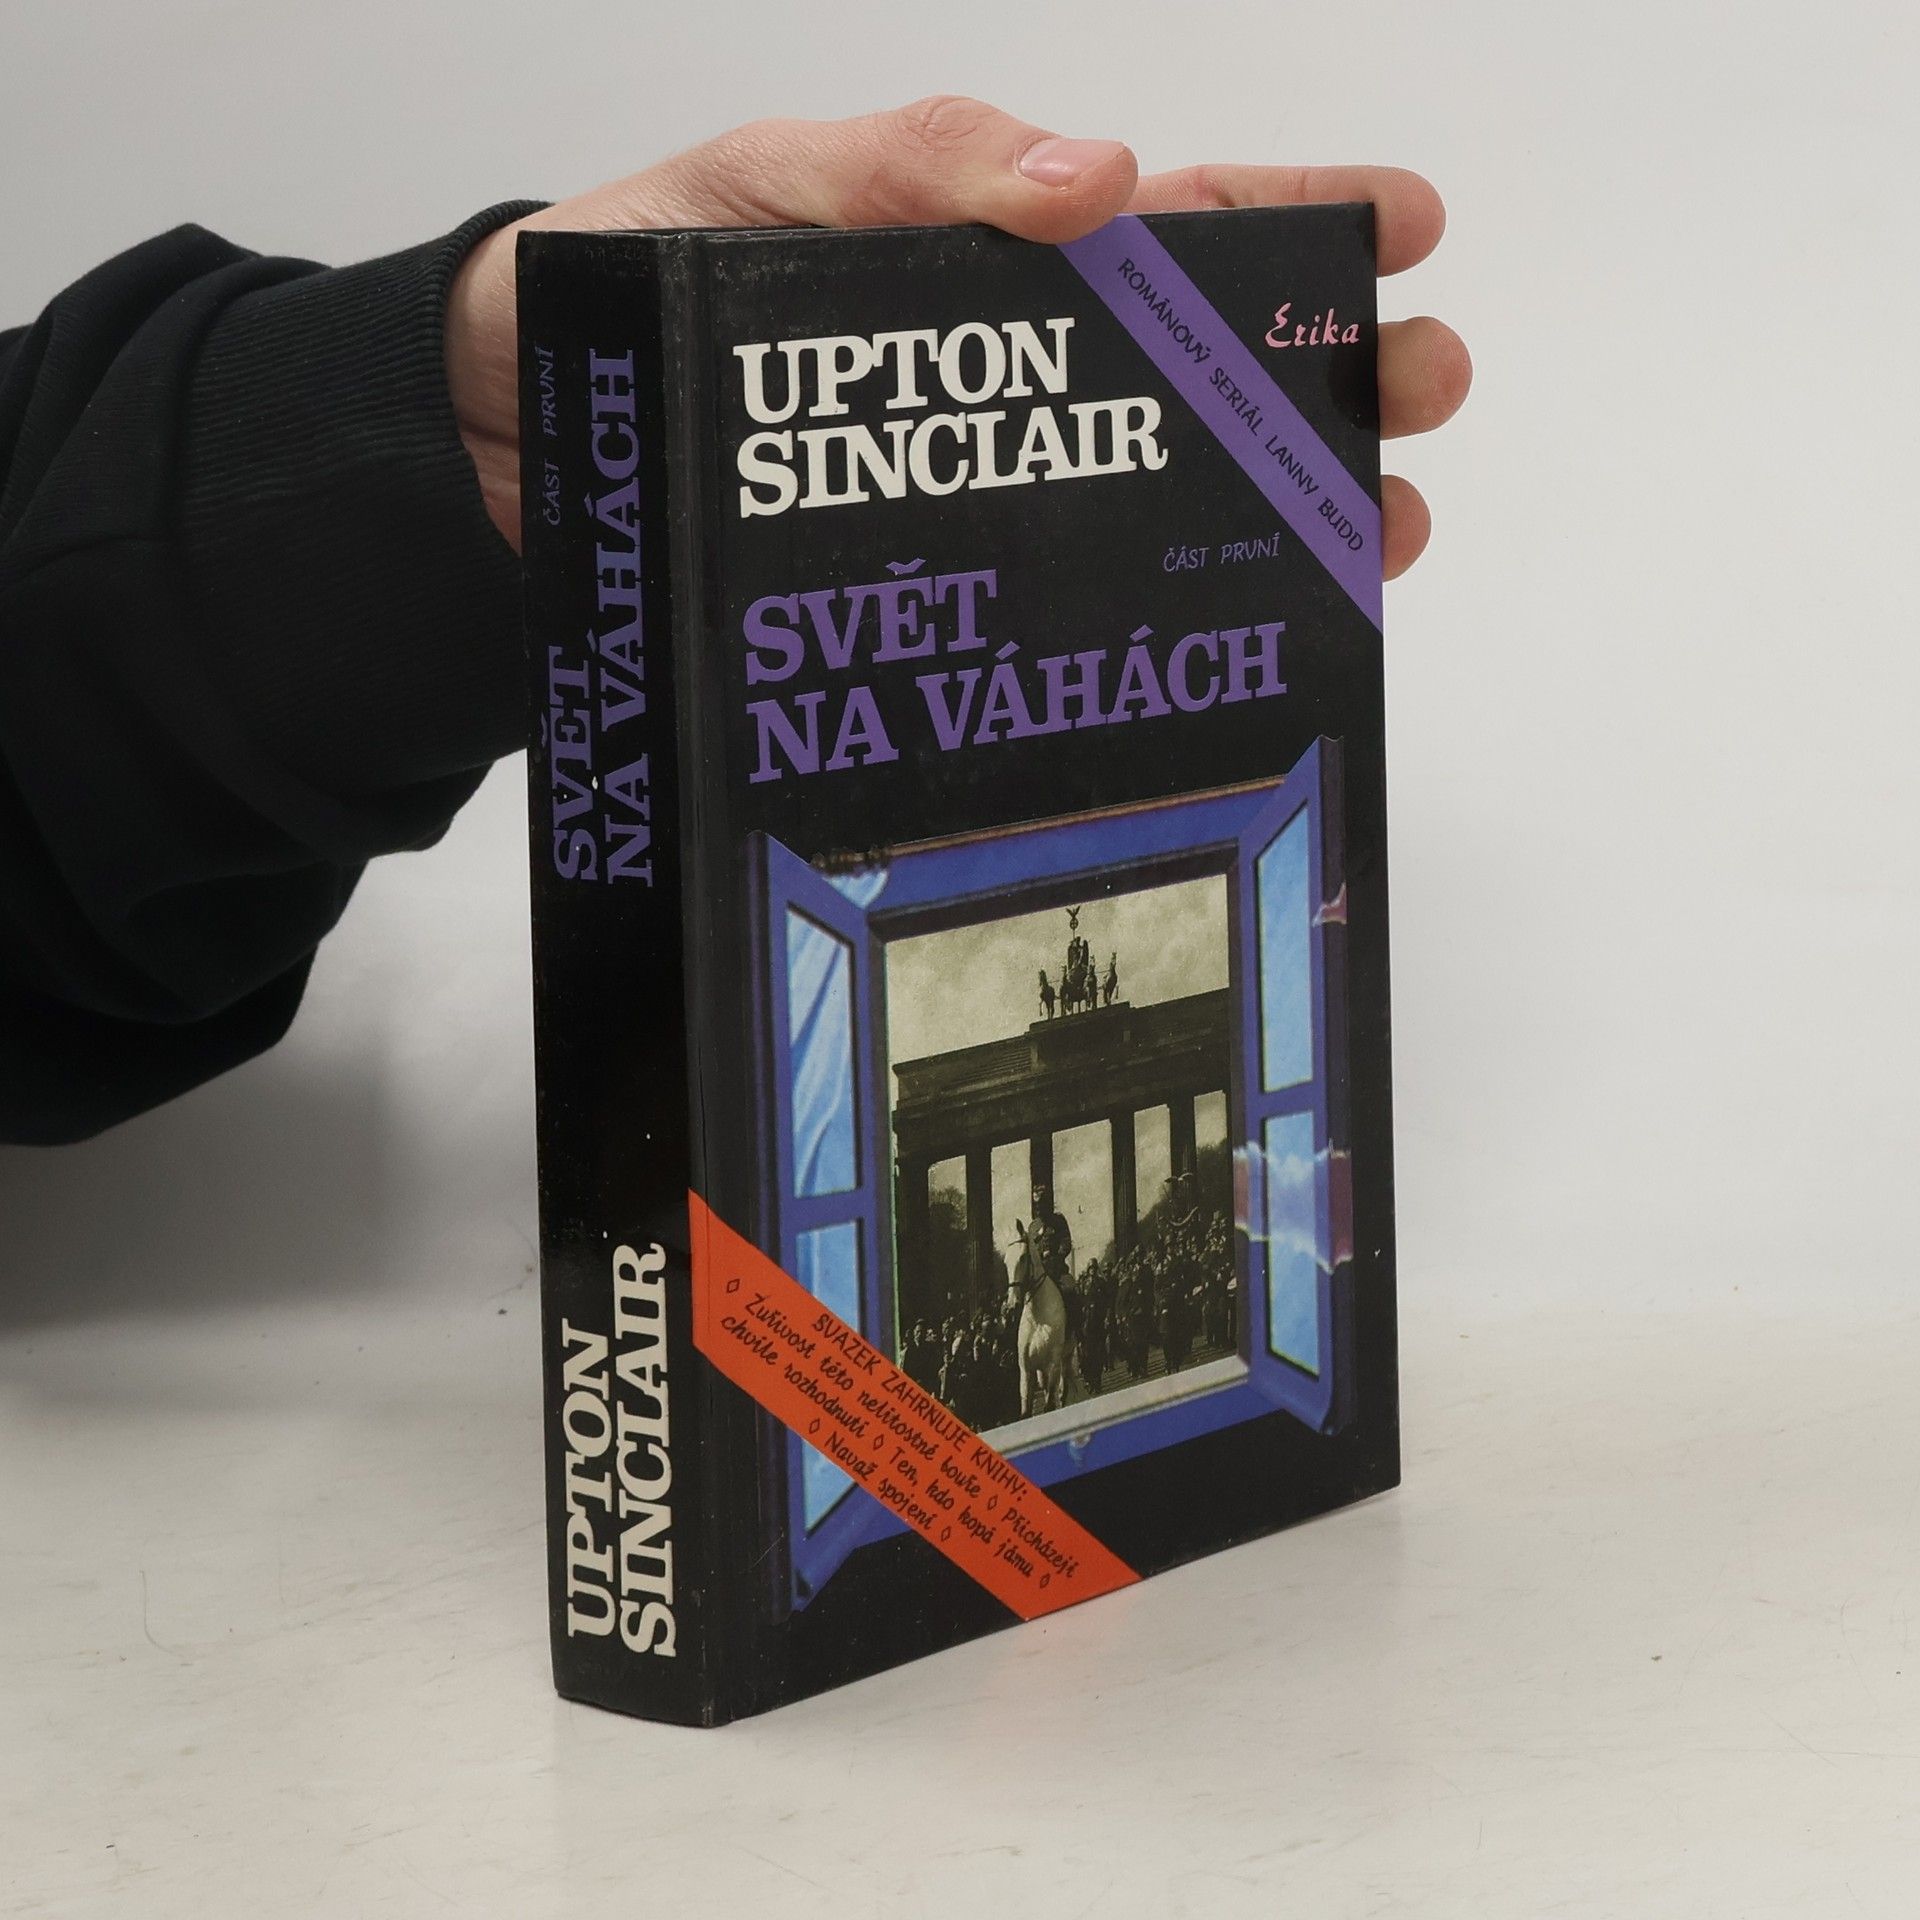 ČÁST PRVNÍ
SVĚT
NA VÁHÁCH
UPTON
SINCLAIR
UPTON
SINCLAIR
ROMÁNOVÝ SERIÁL LANNY BUDD
Erika
ČÁST PRVNÍ
SVĚT
NA VÁHÁCH
SVAZEK ZAHRNUJE KNIHY:
◊ Zuřivost této nelítostné bouře ◊ Přicházejí
chvíle rozhodnutí ◊ Ten, kdo kopá jámu ◊
◊ Navaž spojení ◊